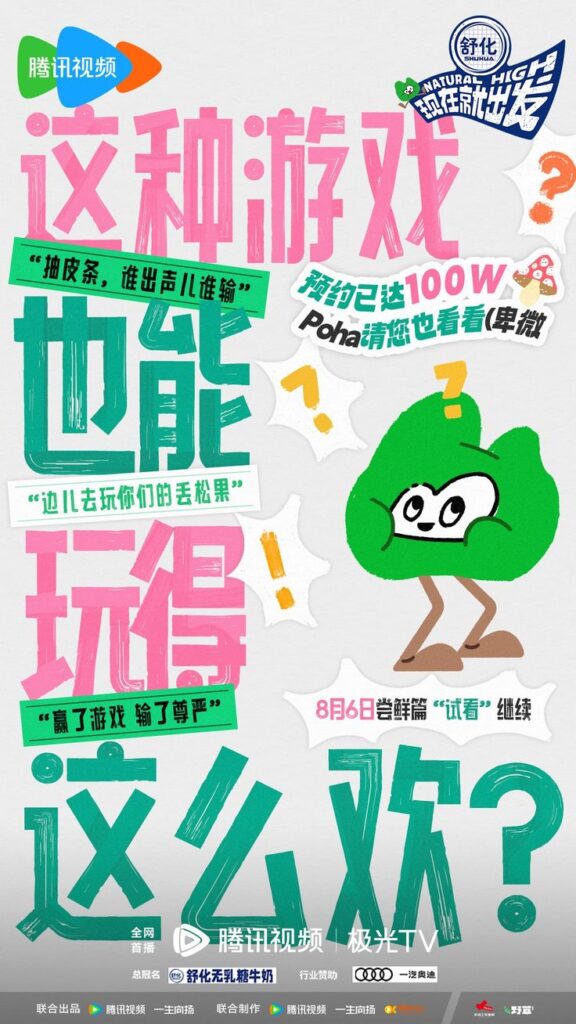 腾讯视频
舒化
SHUHUA
NATURAL HIGH
现在就出发
这种游戏
“抽皮条，谁出声儿谁输”
预约已达100W
Poha请您也看看(卑微
也能
“边儿去玩你们的丢松果”
玩得
“赢了游戏 输了尊严”
8月6日尝鲜篇“试看”继续
这么欢?
全网首播 腾讯视频 | 极光TV
总冠名 舒化无乳糖牛奶 行业赞助 一汽奥迪
联合出品 腾讯视频 一生向扬 联合制作 腾讯视频 一生向扬